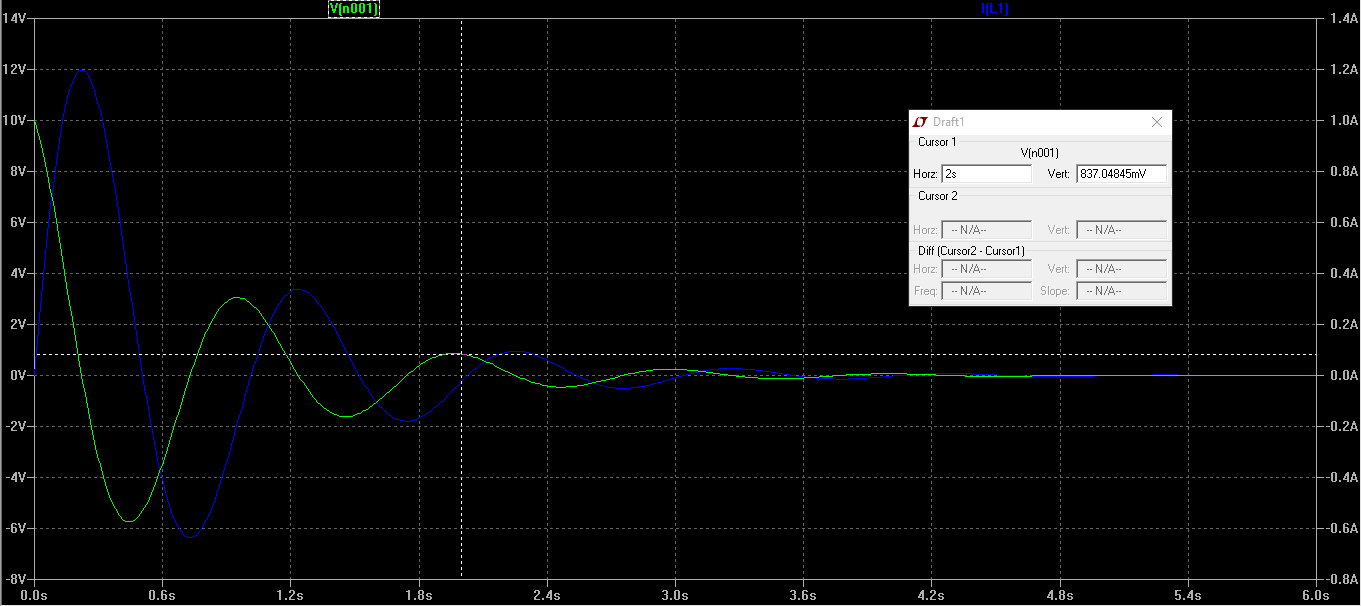 V(n001) I(L1)
14V 1.4A
12V 1.2A
10V 1.0A
8V 0.8A
6V 0.6A
4V 0.4A
2V 0.2A
0V 0.0A
-2V -0.2A
-4V -0.4A
-6V -0.6A
-8V -0.8A
0.0s 0.6s 1.2s 1.8s 2.4s 3.0s 3.6s 4.2s 4.8s 5.4s 6.0s
Draft1
Cursor 1
V(n001)
Horz: 2s Vert: 837.04845mV
Cursor 2
Horz: -- N/A-- Vert: -- N/A--
Diff (Cursor2 - Cursor1)
Horz: -- N/A-- Vert: -- N/A--
Freq: -- N/A-- Slope: -- N/A--